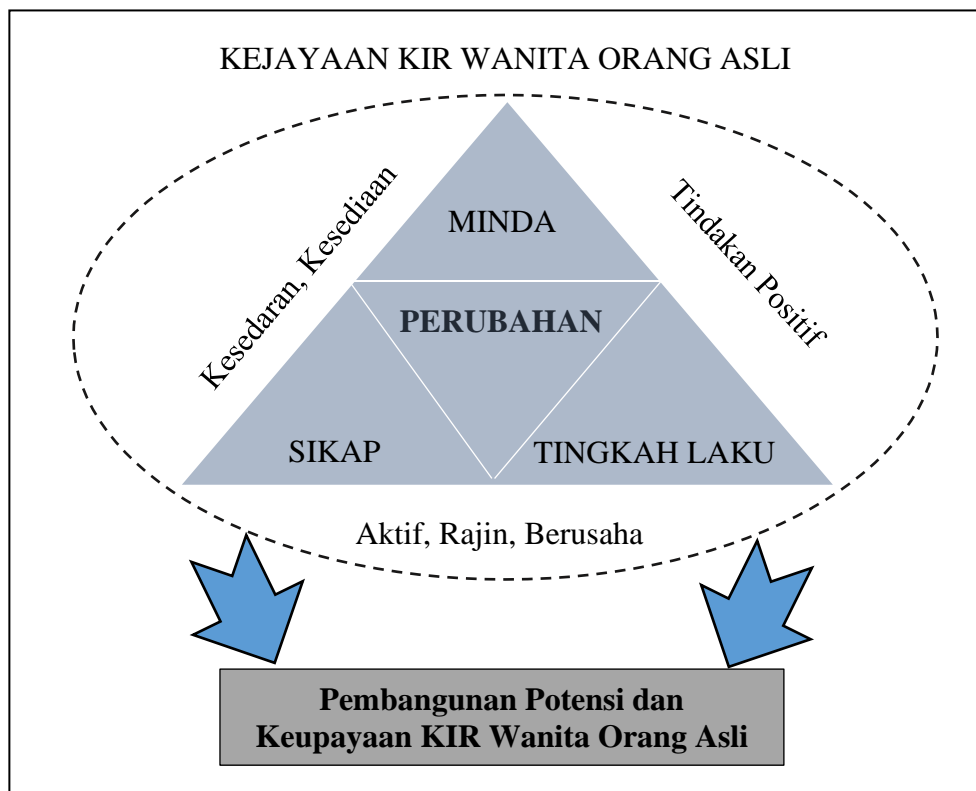 KEJAYAAN KIR WANITA ORANG ASLI
Kesedaran, Kesediaan
Tindakan Positif
MINDA
PERUBAHAN
SIKAP
TINGKAH LAKU
Aktif, Rajin, Berusaha
Pembangunan Potensi dan
Keupayaan KIR Wanita Orang Asli